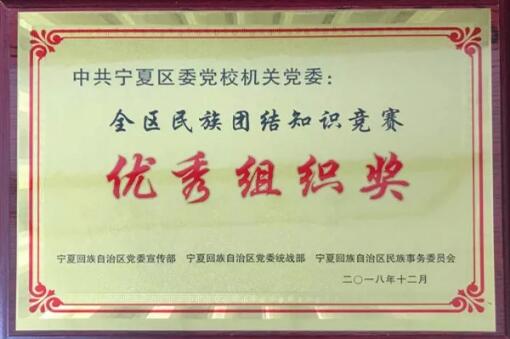 中共宁夏区委党校机关党委：
全区民族团结知识竞赛
优秀组织奖
宁夏回族自治区党委宣传部 宁夏回族自治区党委统战部 宁夏回族自治区民族事务委员会
二〇一八年十二月